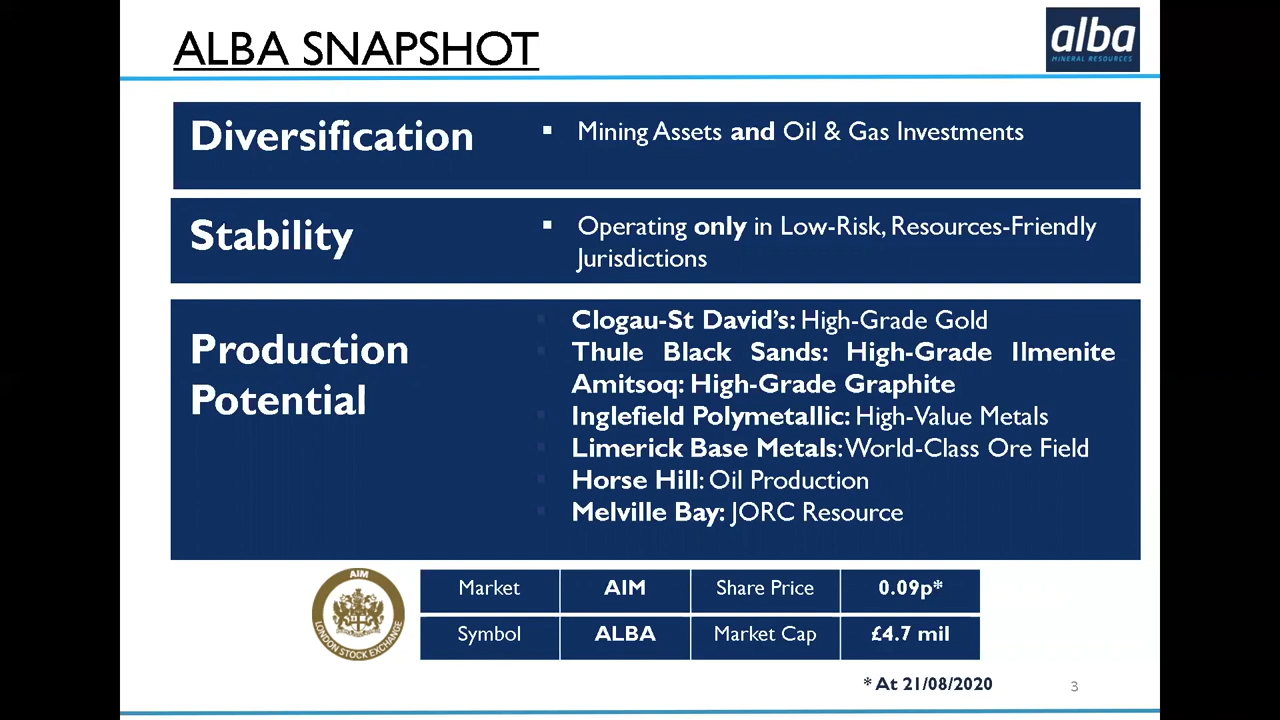 ALBA SNAPSHOT
alba
MINERAL RESOURCES
Diversification
▪ Mining Assets and Oil & Gas Investments
Stability
▪ Operating only in Low-Risk, Resources-Friendly
Jurisdictions
Production
Potential
Clogau-St David's: High-Grade Gold
Thule Black Sands: High-Grade Ilmenite
Amitsoq: High-Grade Graphite
Inglefield Polymetallic: High-Value Metals
Limerick Base Metals: World-Class Ore Field
Horse Hill: Oil Production
Melville Bay: JORC Resource
AIM
LONDON STOCK EXCHANGE
Market AIM Share Price 0.09p*
Symbol ALBA Market Cap £4.7 mil
* At 21/08/2020
3